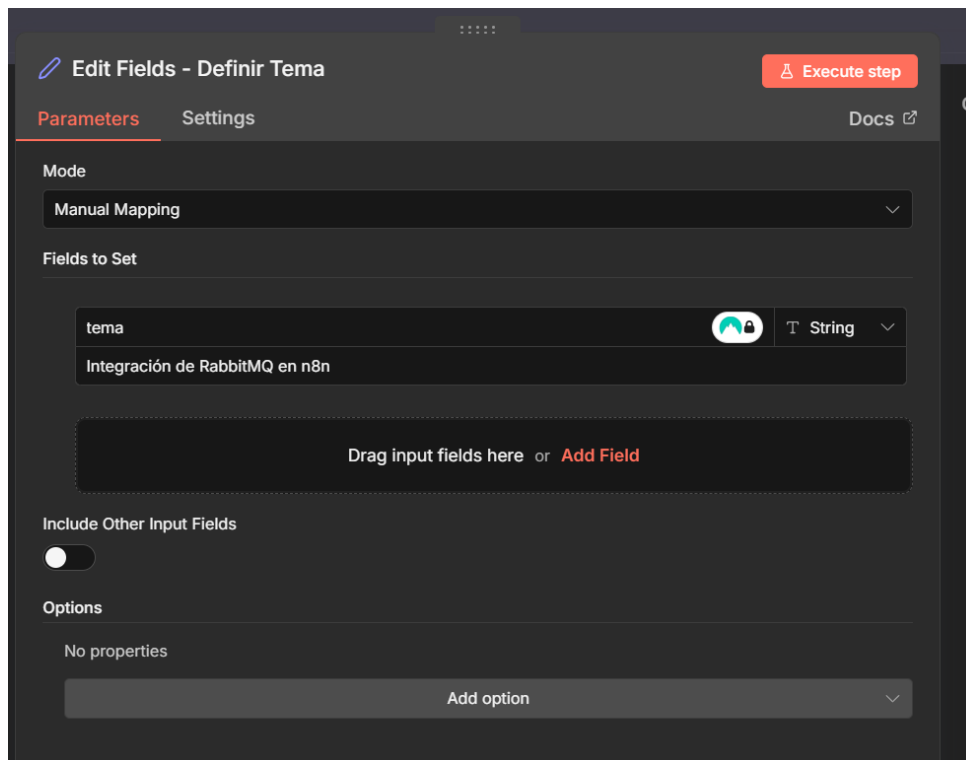 Edit Fields - Definir Tema
Execute step
Parameters
Settings
Docs
Mode
Manual Mapping
Fields to Set
tema
T String
Integración de RabbitMQ en n8n
Drag input fields here or Add Field
Include Other Input Fields
Options
No properties
Add option